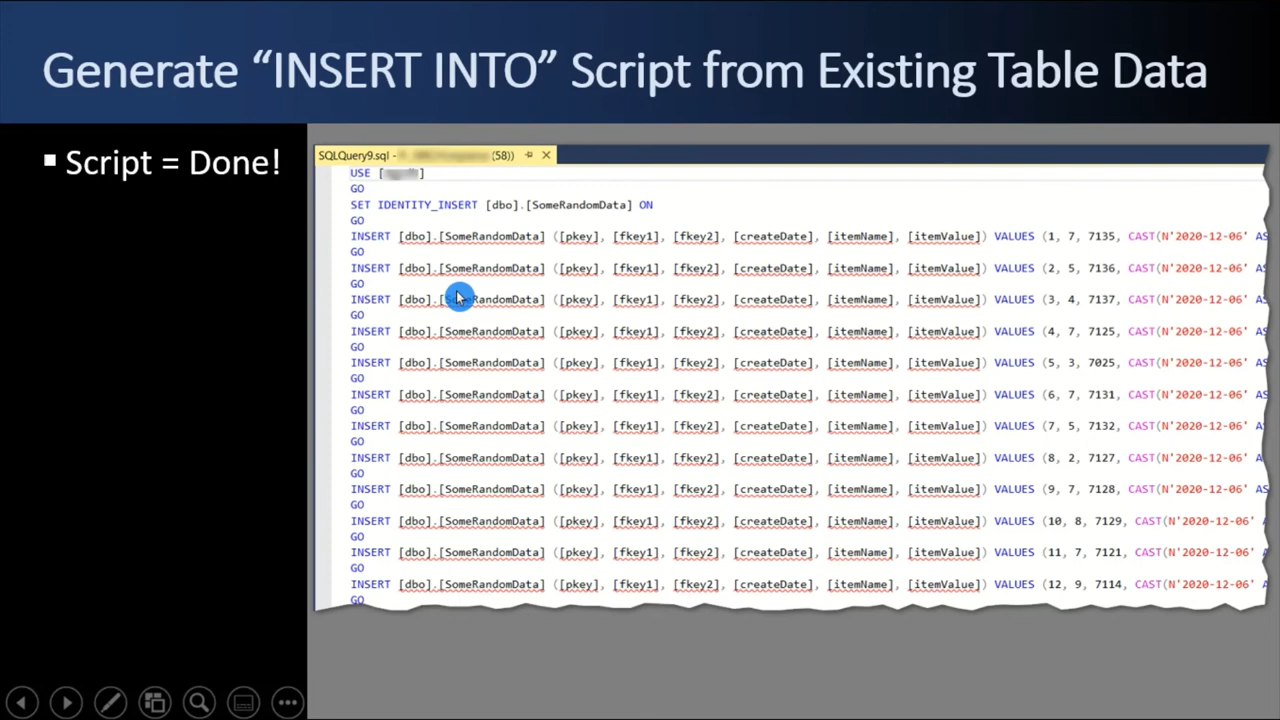 Generate “INSERT INTO” Script from Existing Table Data
▪ Script = Done!
SQLQuery9.sql - (58))
USE [ ]
GO
SET IDENTITY_INSERT [dbo].[SomeRandomData] ON
GO
INSERT [dbo].[SomeRandomData] ([pkey], [fkey1], [fkey2], [createDate], [itemName], [itemValue]) VALUES (1, 7, 7135, CAST(N'2020-12-06' AS
GO
INSERT [dbo].[SomeRandomData] ([pkey], [fkey1], [fkey2], [createDate], [itemName], [itemValue]) VALUES (2, 5, 7136, CAST(N'2020-12-06' AS
GO
INSERT [dbo].[SomeRandomData] ([pkey], [fkey1], [fkey2], [createDate], [itemName], [itemValue]) VALUES (3, 4, 7137, CAST(N'2020-12-06' AS
GO
INSERT [dbo].[SomeRandomData] ([pkey], [fkey1], [fkey2], [createDate], [itemName], [itemValue]) VALUES (4, 7, 7125, CAST(N'2020-12-06' AS
GO
INSERT [dbo].[SomeRandomData] ([pkey], [fkey1], [fkey2], [createDate], [itemName], [itemValue]) VALUES (5, 3, 7025, CAST(N'2020-12-06' AS
GO
INSERT [dbo].[SomeRandomData] ([pkey], [fkey1], [fkey2], [createDate], [itemName], [itemValue]) VALUES (6, 7, 7131, CAST(N'2020-12-06' AS
GO
INSERT [dbo].[SomeRandomData] ([pkey], [fkey1], [fkey2], [createDate], [itemName], [itemValue]) VALUES (7, 5, 7132, CAST(N'2020-12-06' AS
GO
INSERT [dbo].[SomeRandomData] ([pkey], [fkey1], [fkey2], [createDate], [itemName], [itemValue]) VALUES (8, 2, 7127, CAST(N'2020-12-06' A
GO
INSERT [dbo].[SomeRandomData] ([pkey], [fkey1], [fkey2], [createDate], [itemName], [itemValue]) VALUES (9, 7, 7128, CAST(N'2020-12-06' A
GO
INSERT [dbo].[SomeRandomData] ([pkey], [fkey1], [fkey2], [createDate], [itemName], [itemValue]) VALUES (10, 8, 7129, CAST(N'2020-12-06'
GO
INSERT [dbo].[SomeRandomData] ([pkey], [fkey1], [fkey2], [createDate], [itemName], [itemValue]) VALUES (11, 7, 7121, CAST(N'2020-12-06' A
GO
INSERT [dbo].[SomeRandomData] ([pkey], [fkey1], [fkey2], [createDate], [itemName], [itemValue]) VALUES (12, 9, 7114, CAST(N'2020-12-06' A
GO